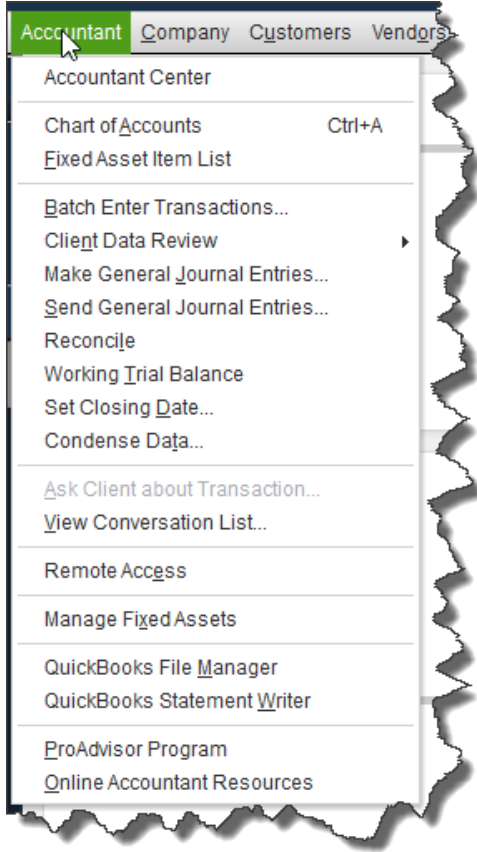 Accountant Company Customers Vendors
Accountant Center
Chart of Accounts Ctrl+A
Fixed Asset Item List
Batch Enter Transactions...
Client Data Review
Make General Journal Entries...
Send General Journal Entries...
Reconcile
Working Trial Balance
Set Closing Date...
Condense Data...
Ask Client about Transaction...
View Conversation List...
Remote Access
Manage Fixed Assets
QuickBooks File Manager
QuickBooks Statement Writer
ProAdvisor Program
Online Accountant Resources